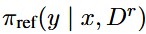 π_ref(y | x, D^r)